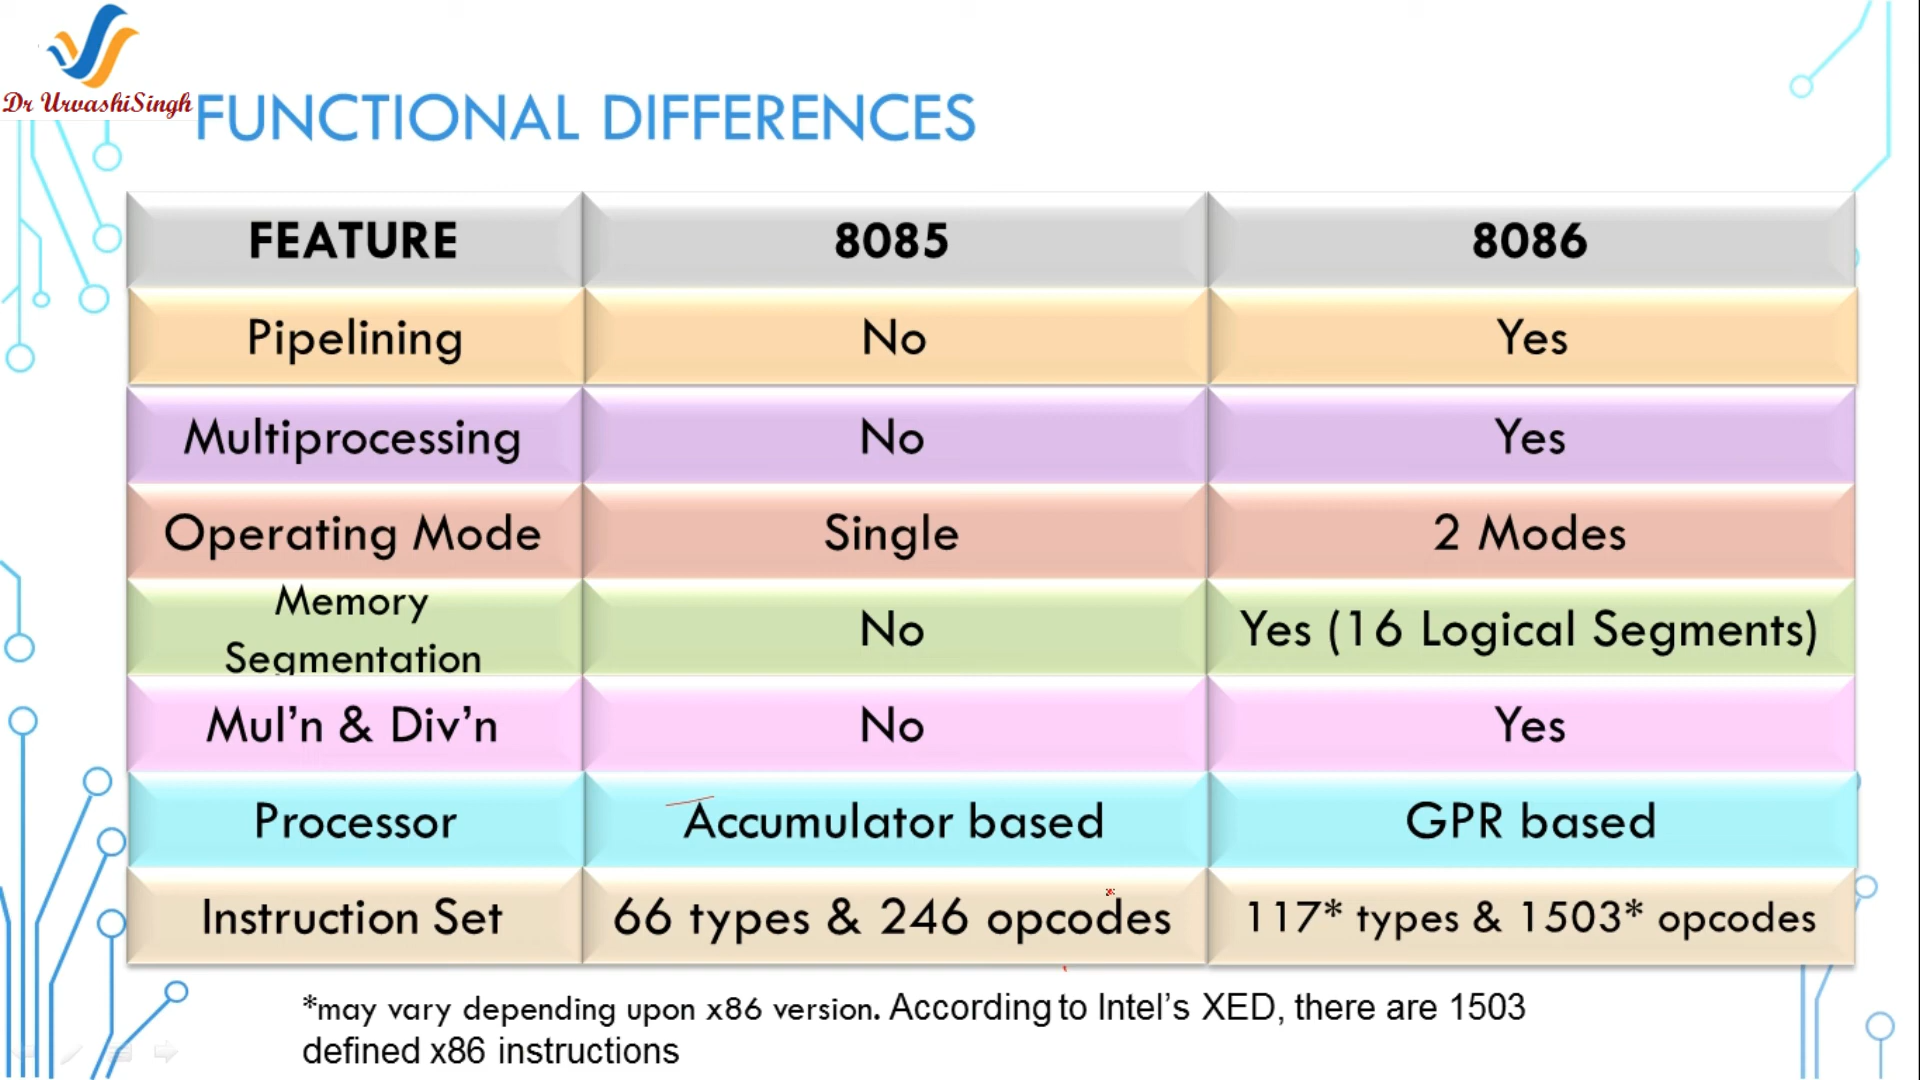 Dr UrvashiSingh
FUNCTIONAL DIFFERENCES
FEATURE 8085 8086
Pipelining No Yes
Multiprocessing No Yes
Operating Mode Single 2 Modes
Memory
Segmentation No Yes (16 Logical Segments)
Mul'n & Div'n No Yes
Processor Accumulator based GPR based
Instruction Set 66 types & 246 opcodes 117* types & 1503* opcodes
*may vary depending upon x86 version. According to Intel's XED, there are 1503
defined x86 instructions